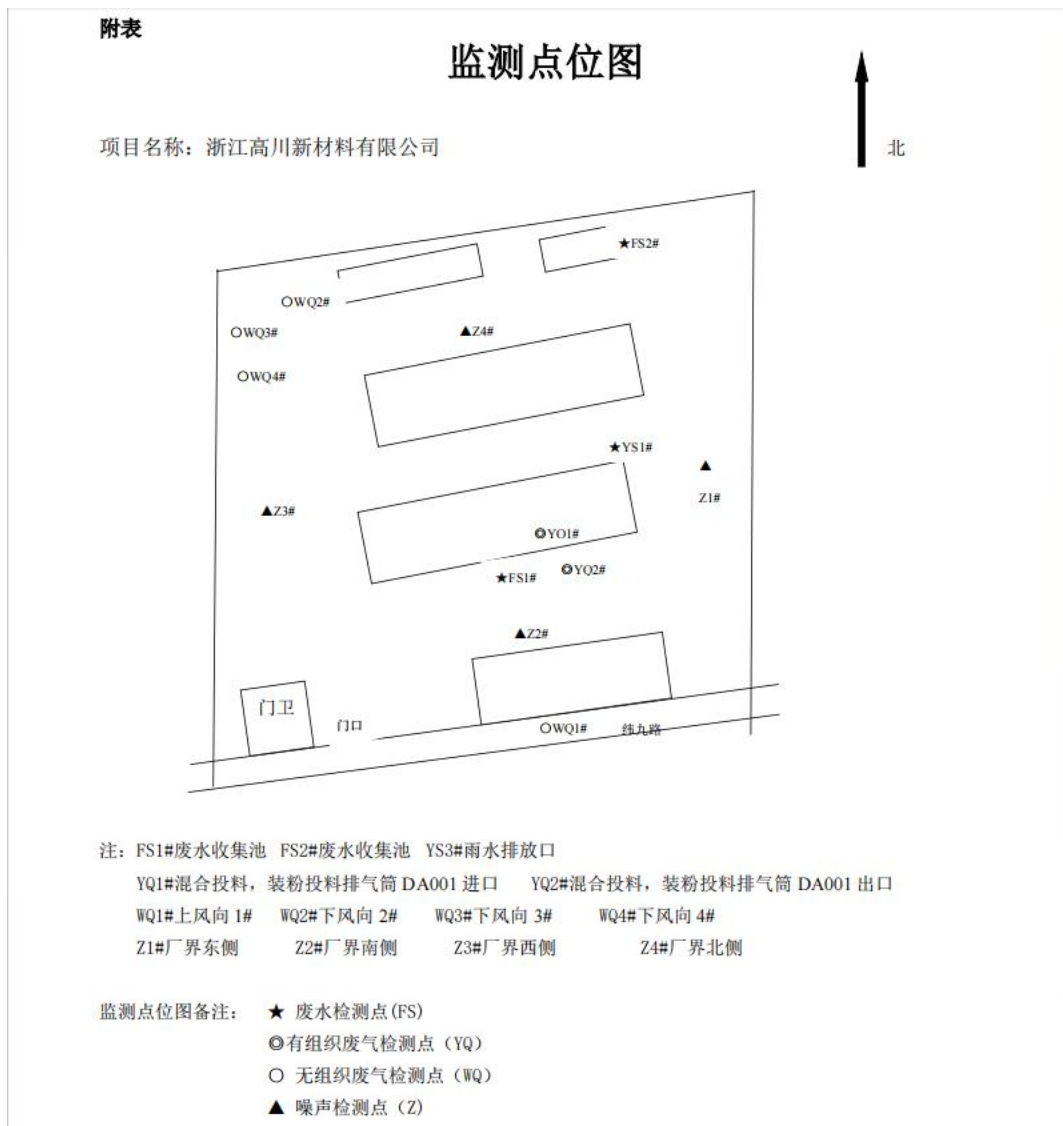 附表
监测点位图
项目名称：浙江高川新材料有限公司
北
★FS2#
○WQ2#
○WQ3#
▲Z4#
○WQ4#
★YS1#
▲
Z1#
▲Z3#
◎YO1#
★FS1#
◎YQ2#
▲Z2#
门卫
门口
○WQ1#
纬九路
注：FS1#废水收集池 FS2#废水收集池 YS3#雨水排放口
YQ1#混合投料，装粉投料排气筒 DA001 进口 YQ2#混合投料，装粉投料排气筒 DA001 出口
WQ1#上风向 1# WQ2#下风向 2# WQ3#下风向 3# WQ4#下风向 4#
Z1#厂界东侧 Z2#厂界南侧 Z3#厂界西侧 Z4#厂界北侧
监测点位图备注： ★ 废水检测点(FS)
◎有组织废气检测点（YQ）
○ 无组织废气检测点（WQ）
▲ 噪声检测点（Z）